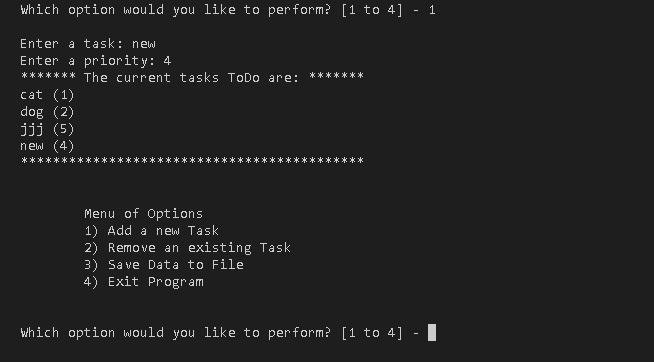 Which option would you like to perform? [1 to 4] - 1
Enter a task: new
Enter a priority: 4
******* The current tasks ToDo are: *******
cat (1)
dog (2)
jjj (5)
new (4)
*******************************************
Menu of Options
1) Add a new Task
2) Remove an existing Task
3) Save Data to File
4) Exit Program
Which option would you like to perform? [1 to 4] -